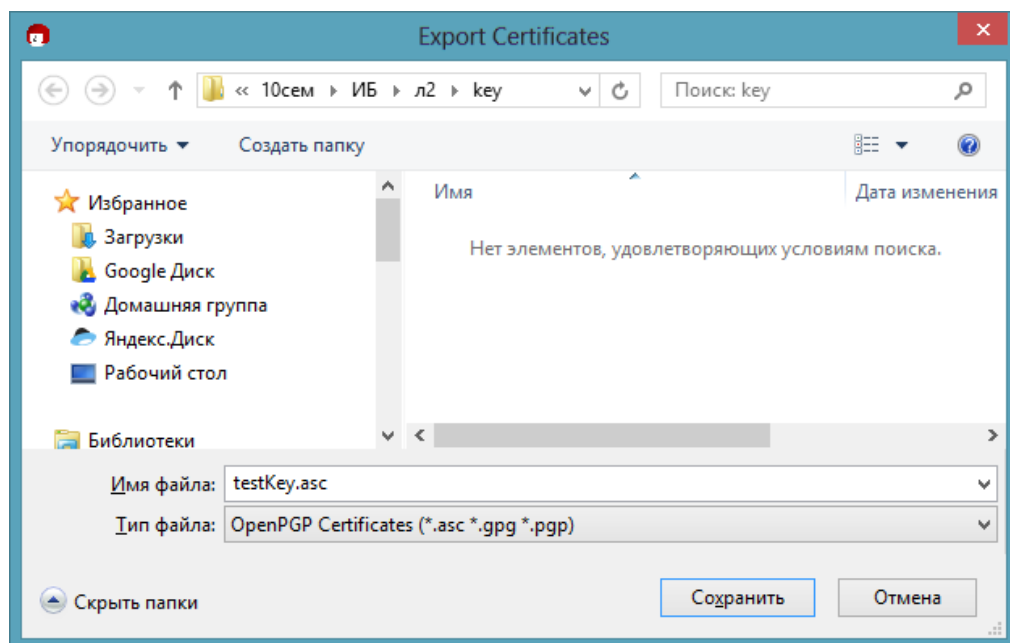 Export Certificates
« 10сем ▸ ИБ ▸ л2 ▸ key
Поиск: key
Упорядочить
Создать папку
Имя
Дата изменения
Нет элементов, удовлетворяющих условиям поиска.
Избранное
Загрузки
Google Диск
Домашняя группа
Яндекс.Диск
Рабочий стол
Библиотеки
Имя файла: testKey.asc
Тип файла: OpenPGP Certificates (*.asc *.gpg *.pgp)
Скрыть папки
Сохранить
Отмена